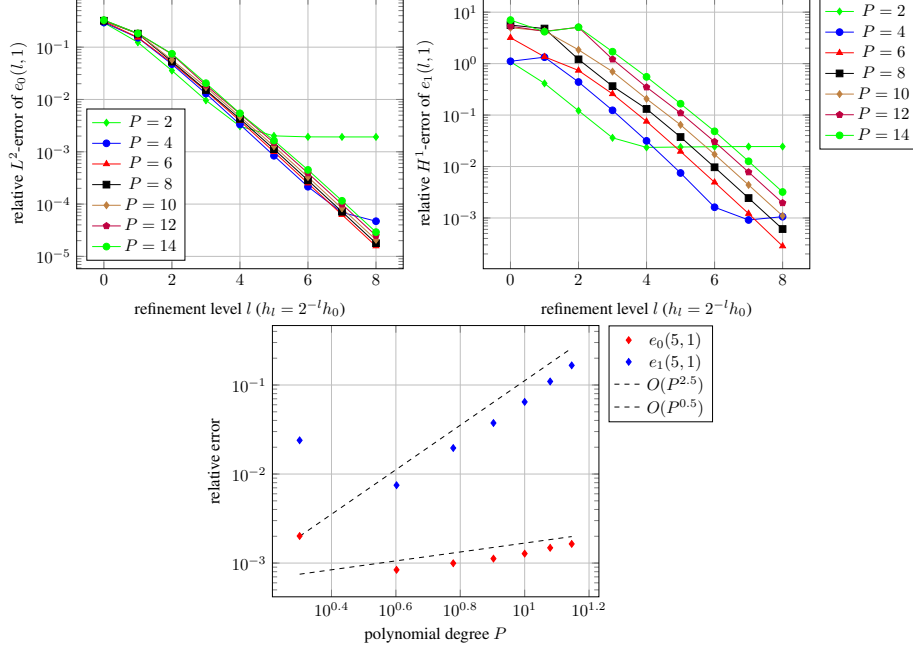 10^{-1}
10^{-2}
10^{-3}
10^{-4}
10^{-5}
relative L^2-error of e_0(l, 1)
P = 2
P = 4
P = 6
P = 8
P = 10
P = 12
P = 14
0 2 4 6 8
refinement level l (h_l = 2^{-l}h_0)
10^1
10^0
10^{-1}
10^{-2}
10^{-3}
relative H^1-error of e_1(l, 1)
P = 2
P = 4
P = 6
P = 8
P = 10
P = 12
P = 14
0 2 4 6 8
refinement level l (h_l = 2^{-l}h_0)
10^{-1}
10^{-2}
10^{-3}
relative error
e_0(5, 1)
e_1(5, 1)
O(P^{2.5})
O(P^{0.5})
10^{0.4} 10^{0.6} 10^{0.8} 10^1 10^{1.2}
polynomial degree P